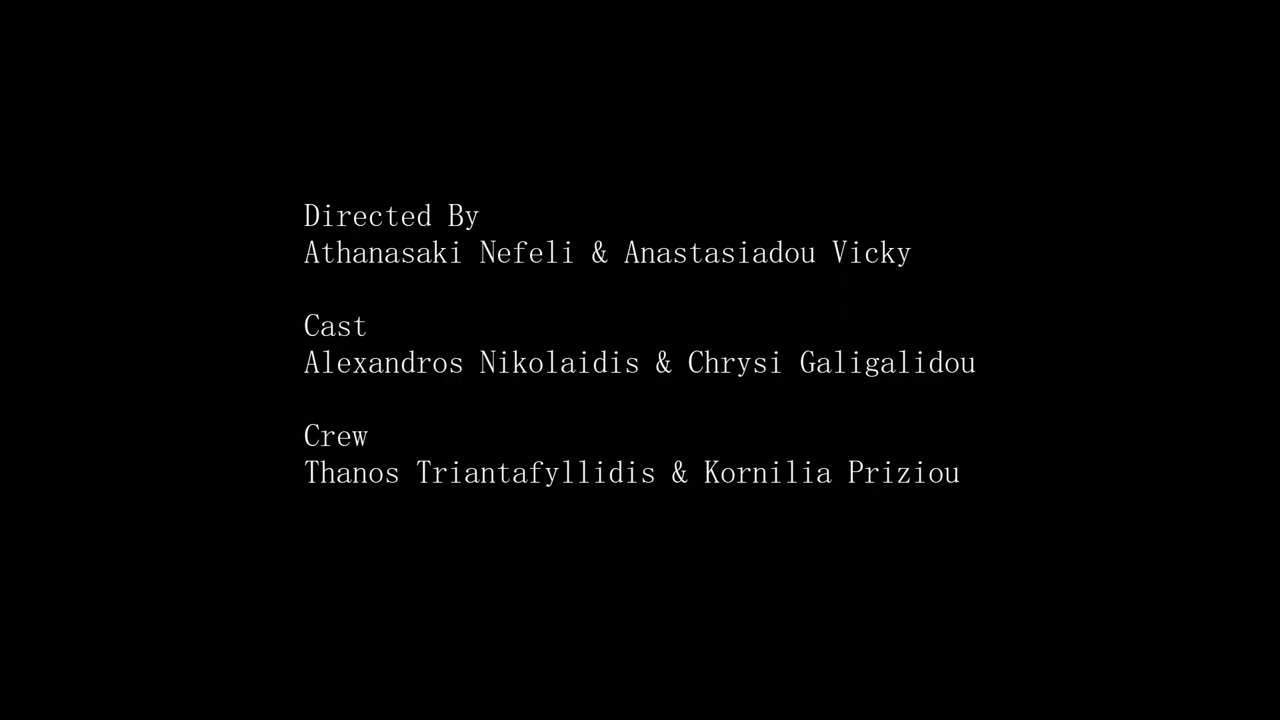 Directed By
Athanasaki Nefeli & Anastasiadou Vicky
Cast
Alexandros Nikolaidis & Chrysi Galigalidou
Crew
Thanos Triantafyllidis & Kornilia Priziou